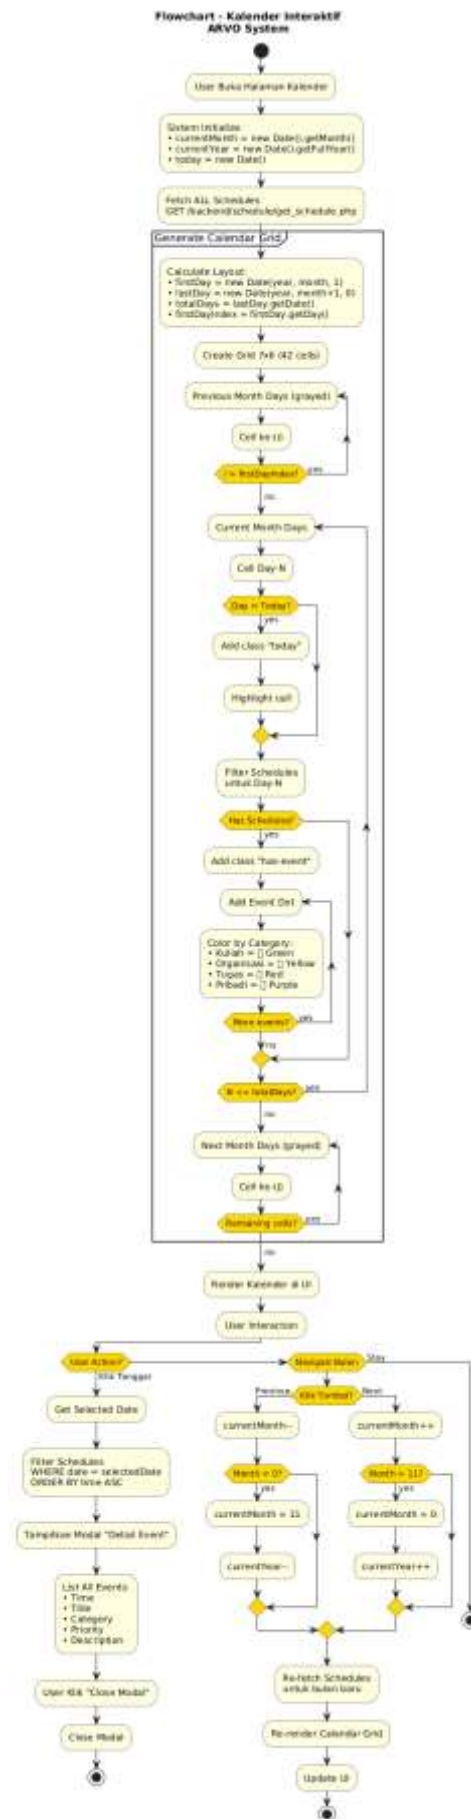 Flowchart - Kalender Interaktif
ARVO System
User Buka Halaman Kalender
Sistem Initialize:
• currentMonth = new Date().getMonth()
• currentYear = new Date().getFullYear()
• today = new Date()
Fetch ALL Schedules
GET /backend/schedule/get_schedule.php
Generate Calendar Grid
Calculate Layout:
• firstDay = new Date(year, month, 1)
• lastDay = new Date(year, month+1, 0)
• totalDays = lastDay.getDate()
• firstDayIndex = firstDay.getDay()
Create Grid 7x6 (42 cells)
Previous Month Days (grayed)
Cell ke-(i)
firstDayIndex?
yes
no
Current Month Days
Cell Day-N
Day = Today?
yes
Add class "today"
Highlight cell
Filter Schedules
untuk Day-N
Has Schedules?
yes
Add class "has-event"
Add Event Dot
Color by Category:
• Kuliah = Green
• Organisasi = Yellow
• Tugas = Red
• Pribadi = Purple
More events?
yes
no
N <= totalDays?
yes
no
Next Month Days (grayed)
Cell ke-(j)
Remaining cells?
yes
no
Render Kalender di UI
User Interaction
User Action?
Klik Tanggal
Navigasi Bulan
Stay
Get Selected Date
Filter Schedules
WHERE date = selectedDate
ORDER BY time ASC
Tampilkan Modal "Detail Event"
List All Events
• Time
• Title
• Category
• Priority
• Description
User Klik "Close Modal"
Close Modal
Klik Tombol?
Previous
Next
currentMonth--
currentMonth++
Month < 0?
yes
Month > 11?
yes
currentMonth = 11
currentMonth = 0
currentYear--
currentYear++
Re-fetch Schedules
untuk bulan baru
Re-render Calendar Grid
Update UI